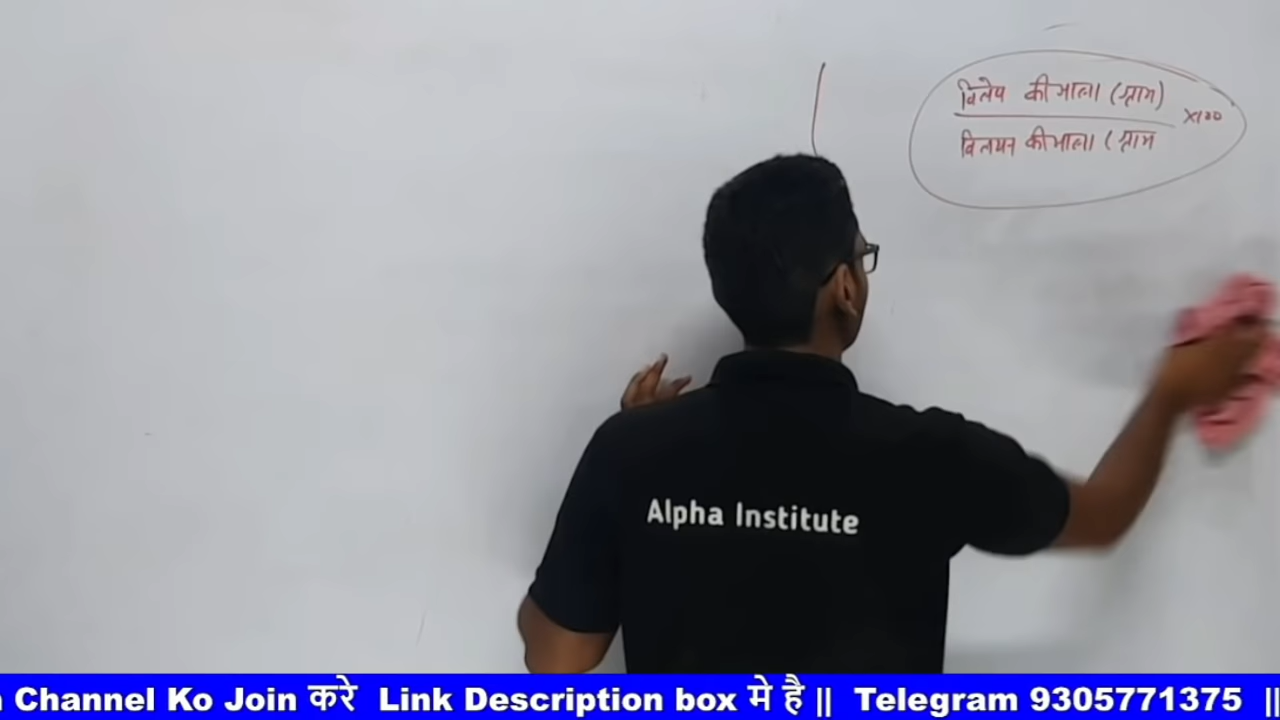 विलेय की मात्रा (ग्राम)
विलयन की मात्रा (ग्राम
×100
Alpha Institute
Channel Ko Join करे Link Description box मे है || Telegram 9305771375 ||